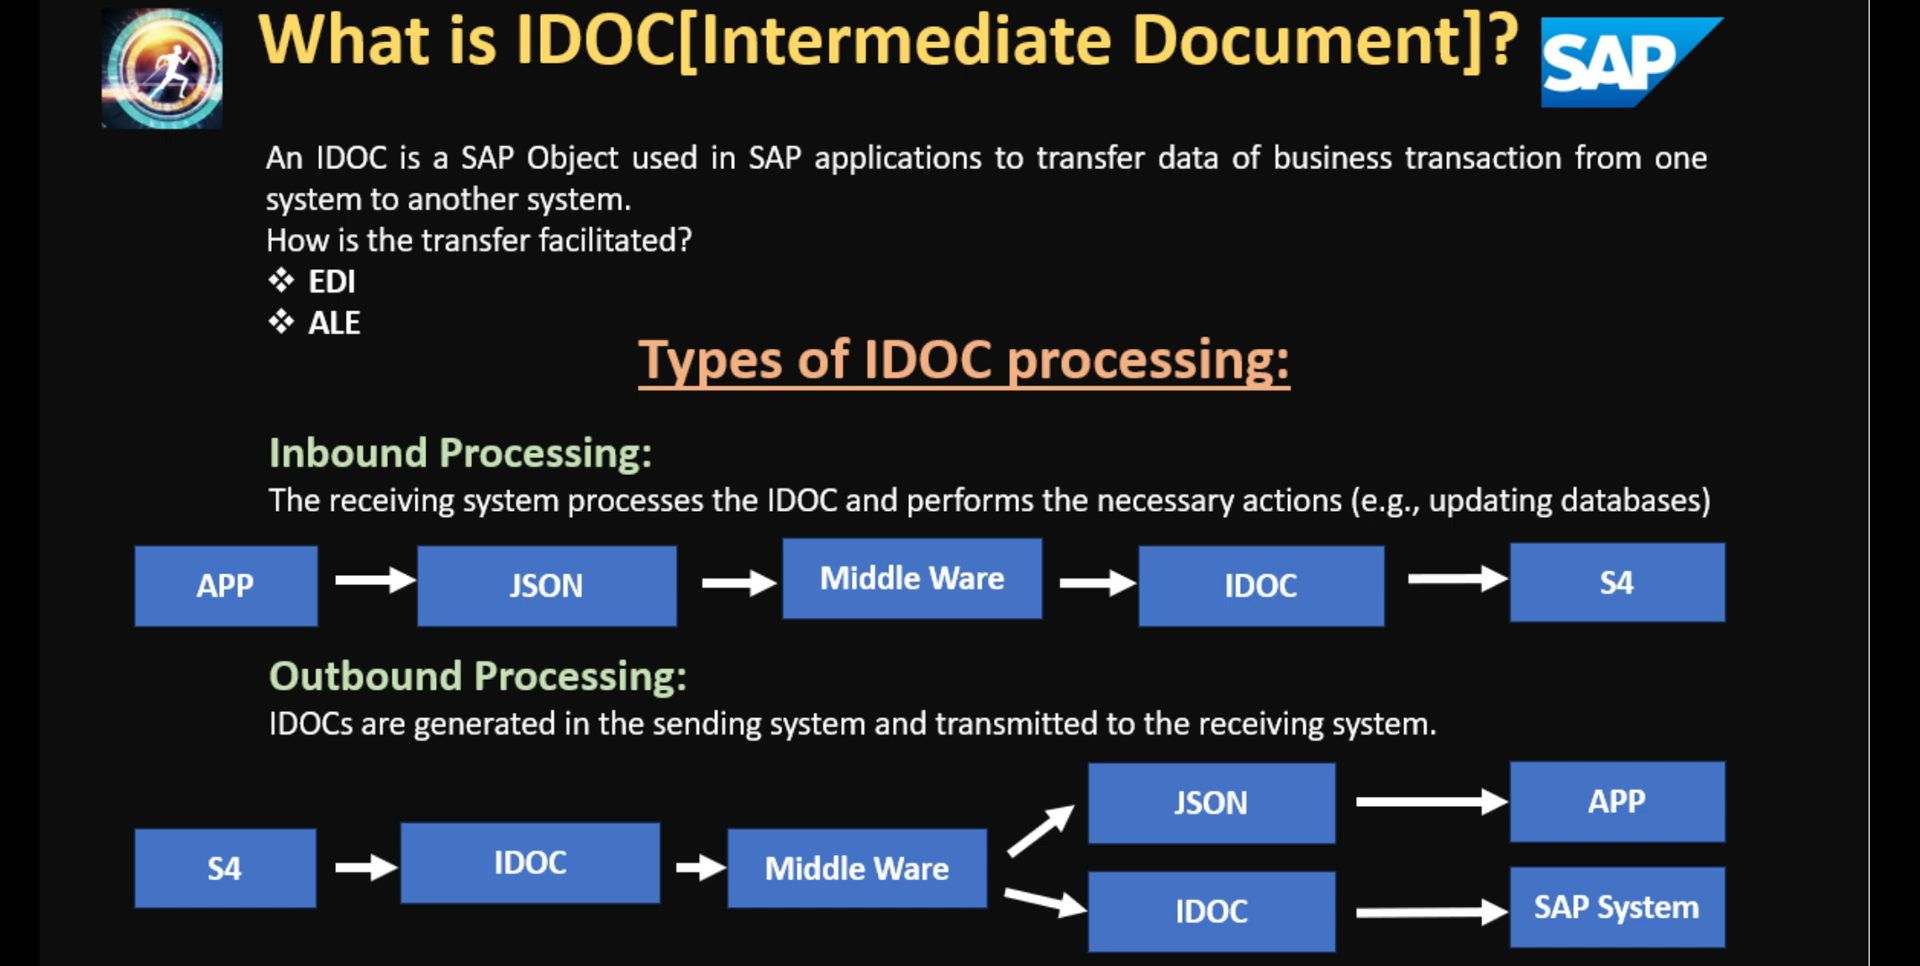 What is IDOC[Intermediate Document]?
SAP
An IDOC is a SAP Object used in SAP applications to transfer data of business transaction from one
system to another system.
How is the transfer facilitated?
❖ EDI
❖ ALE
Types of IDOC processing:
Inbound Processing:
The receiving system processes the IDOC and performs the necessary actions (e.g., updating databases)
APP
JSON
Middle Ware
IDOC
S4
Outbound Processing:
IDOCs are generated in the sending system and transmitted to the receiving system.
S4
IDOC
Middle Ware
JSON
APP
IDOC
SAP System